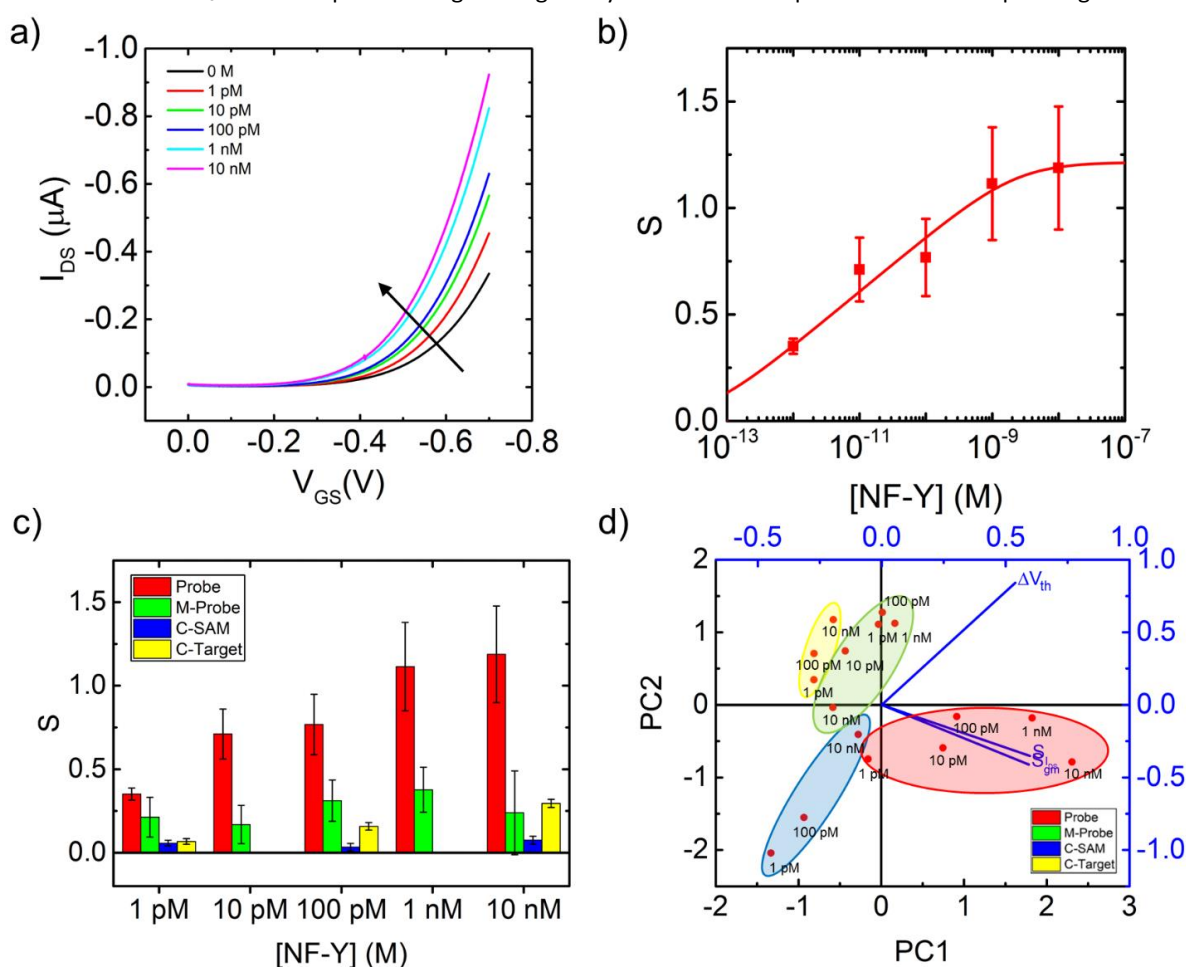 a)
-1.0
-0.8
-0.6
-0.4
-0.2
0.0
I_DS (µA)
0 M
1 pM
10 pM
100 pM
1 nM
10 nM
0.0 -0.2 -0.4 -0.6 -0.8
V_GS(V)
b)
1.5
1.0
0.5
0.0
S
10^-13 10^-11 10^-9 10^-7
[NF-Y] (M)
c)
1.5
1.0
0.5
0.0
S
Probe
M-Probe
C-SAM
C-Target
1 pM 10 pM 100 pM 1 nM 10 nM
[NF-Y] (M)
d)
-0.5 0.0 0.5 1.0
2
1
0
-1
-2
PC2
1.0
0.5
0.0
-0.5
-1.0
ΔV_th
100 pM
10 nM
1 pM
1 nM
100 pM
10 pM
1 pM
10 nM
10 nM
1 pM
100 pM
1 nM
10 pM
10 nM
S_IDS
S_gm
100 pM
1 pM
Probe
M-Probe
C-SAM
C-Target
-2 -1 0 1 2 3
PC1